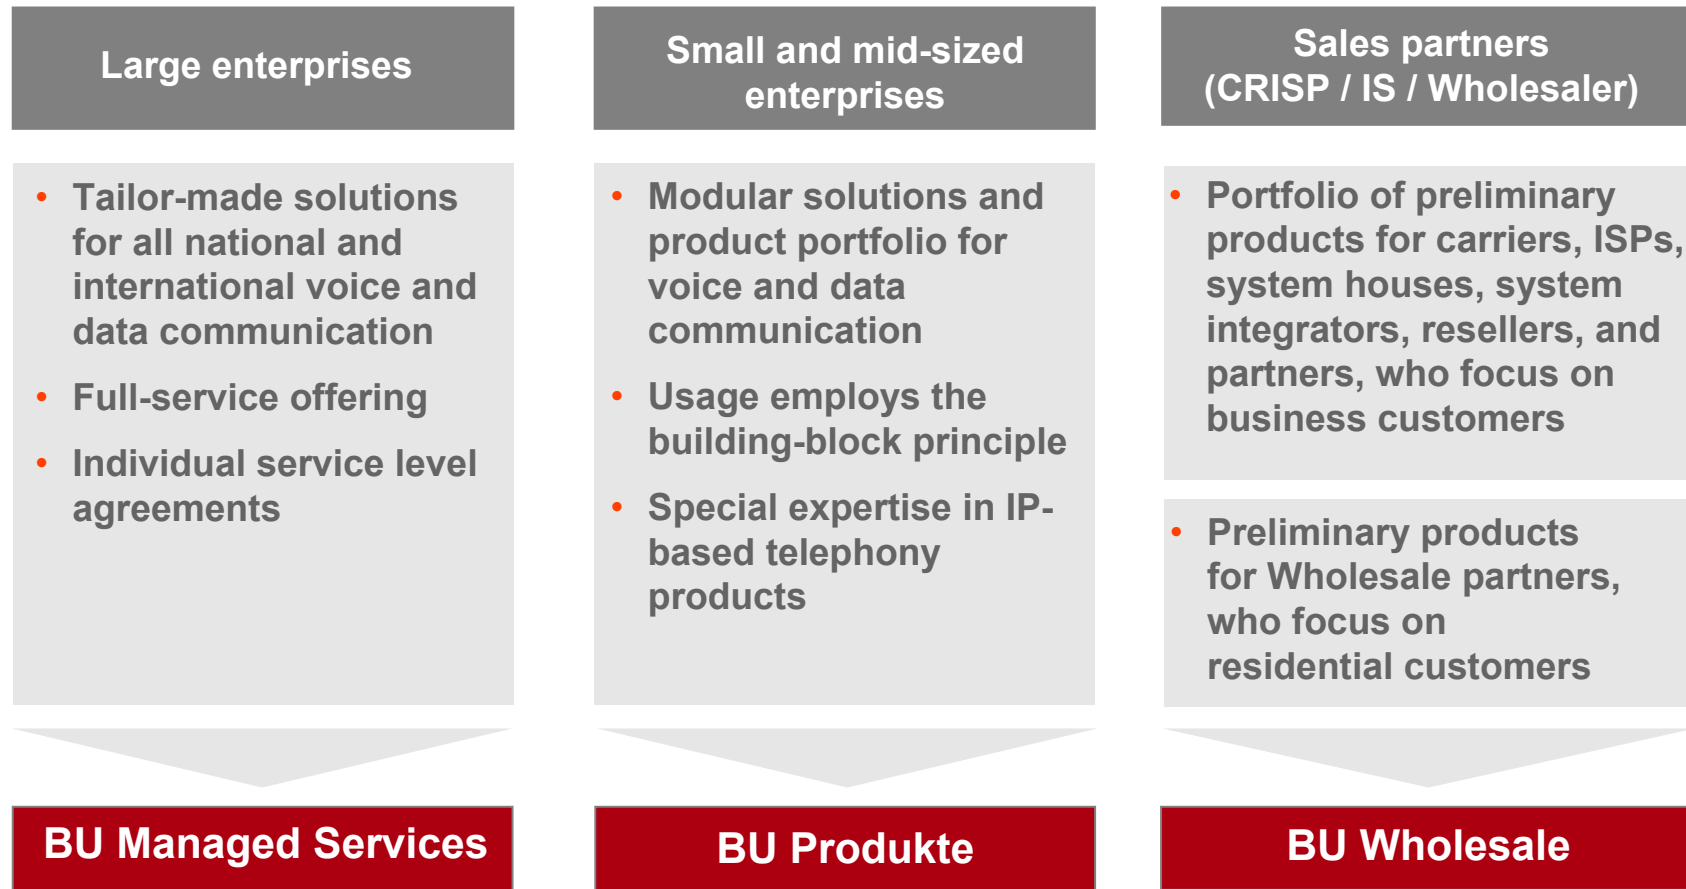 Large enterprises
• Tailor-made solutions
for all national and
international voice and
data communication
• Full-service offering
• Individual service level
agreements
BU Managed Services
Small and mid-sized
enterprises
• Modular solutions and
product portfolio for
voice and data
communication
• Usage employs the
building-block principle
• Special expertise in IP-
based telephony
products
BU Produkte
Sales partners
(CRISP / IS / Wholesaler)
• Portfolio of preliminary
products for carriers, ISPs,
system houses, system
integrators, resellers, and
partners, who focus on
business customers
• Preliminary products
for Wholesale partners,
who focus on
residential customers
BU Wholesale